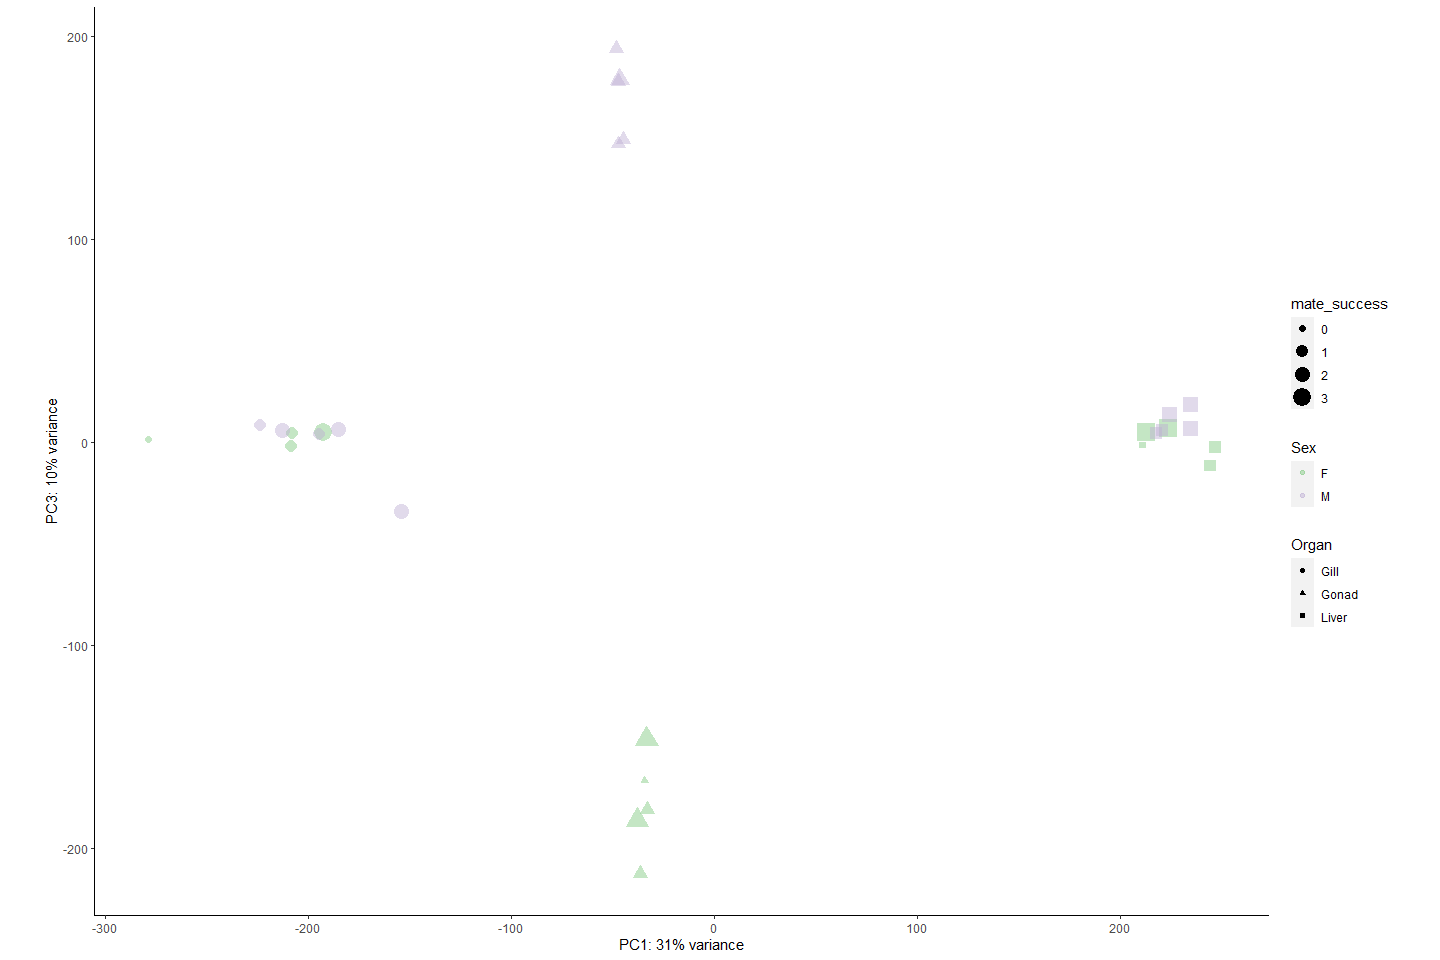 200
100
0
-100
-200
PC3: 10% variance
-300
-200
-100
0
100
200
PC1: 31% variance
mate_success
0
1
2
3
Sex
F
M
Organ
Gill
Gonad
Liver